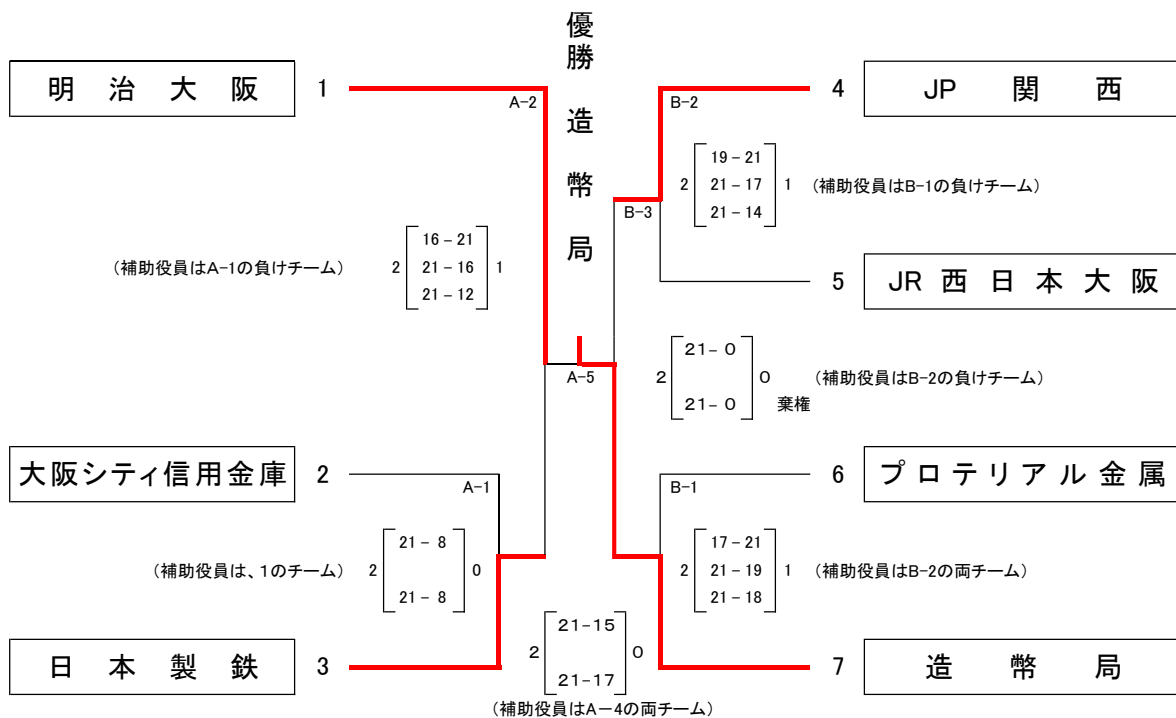 優勝 造幣局
明治大阪 1
A-2
B-2
4 JP 関西
2 19-21 1
21-17
21-14
(補助役員はB-1の負けチーム)
B-3
(補助役員はA-1の負けチーム)
2 16-21 1
21-16
21-12
5 JR西日本大阪
A-5
2 21-0 0
21-0
棄権
(補助役員はB-2の負けチーム)
大阪シティ信用金庫 2
A-1
B-1
6 プロテリアル金属
(補助役員は、1のチーム)
2 21-8 0
21-8
2 17-21 1
21-19
21-18
(補助役員はB-2の両チーム)
日本製鉄 3
2 21-15 0
21-17
7 造幣局
(補助役員はA-4の両チーム)